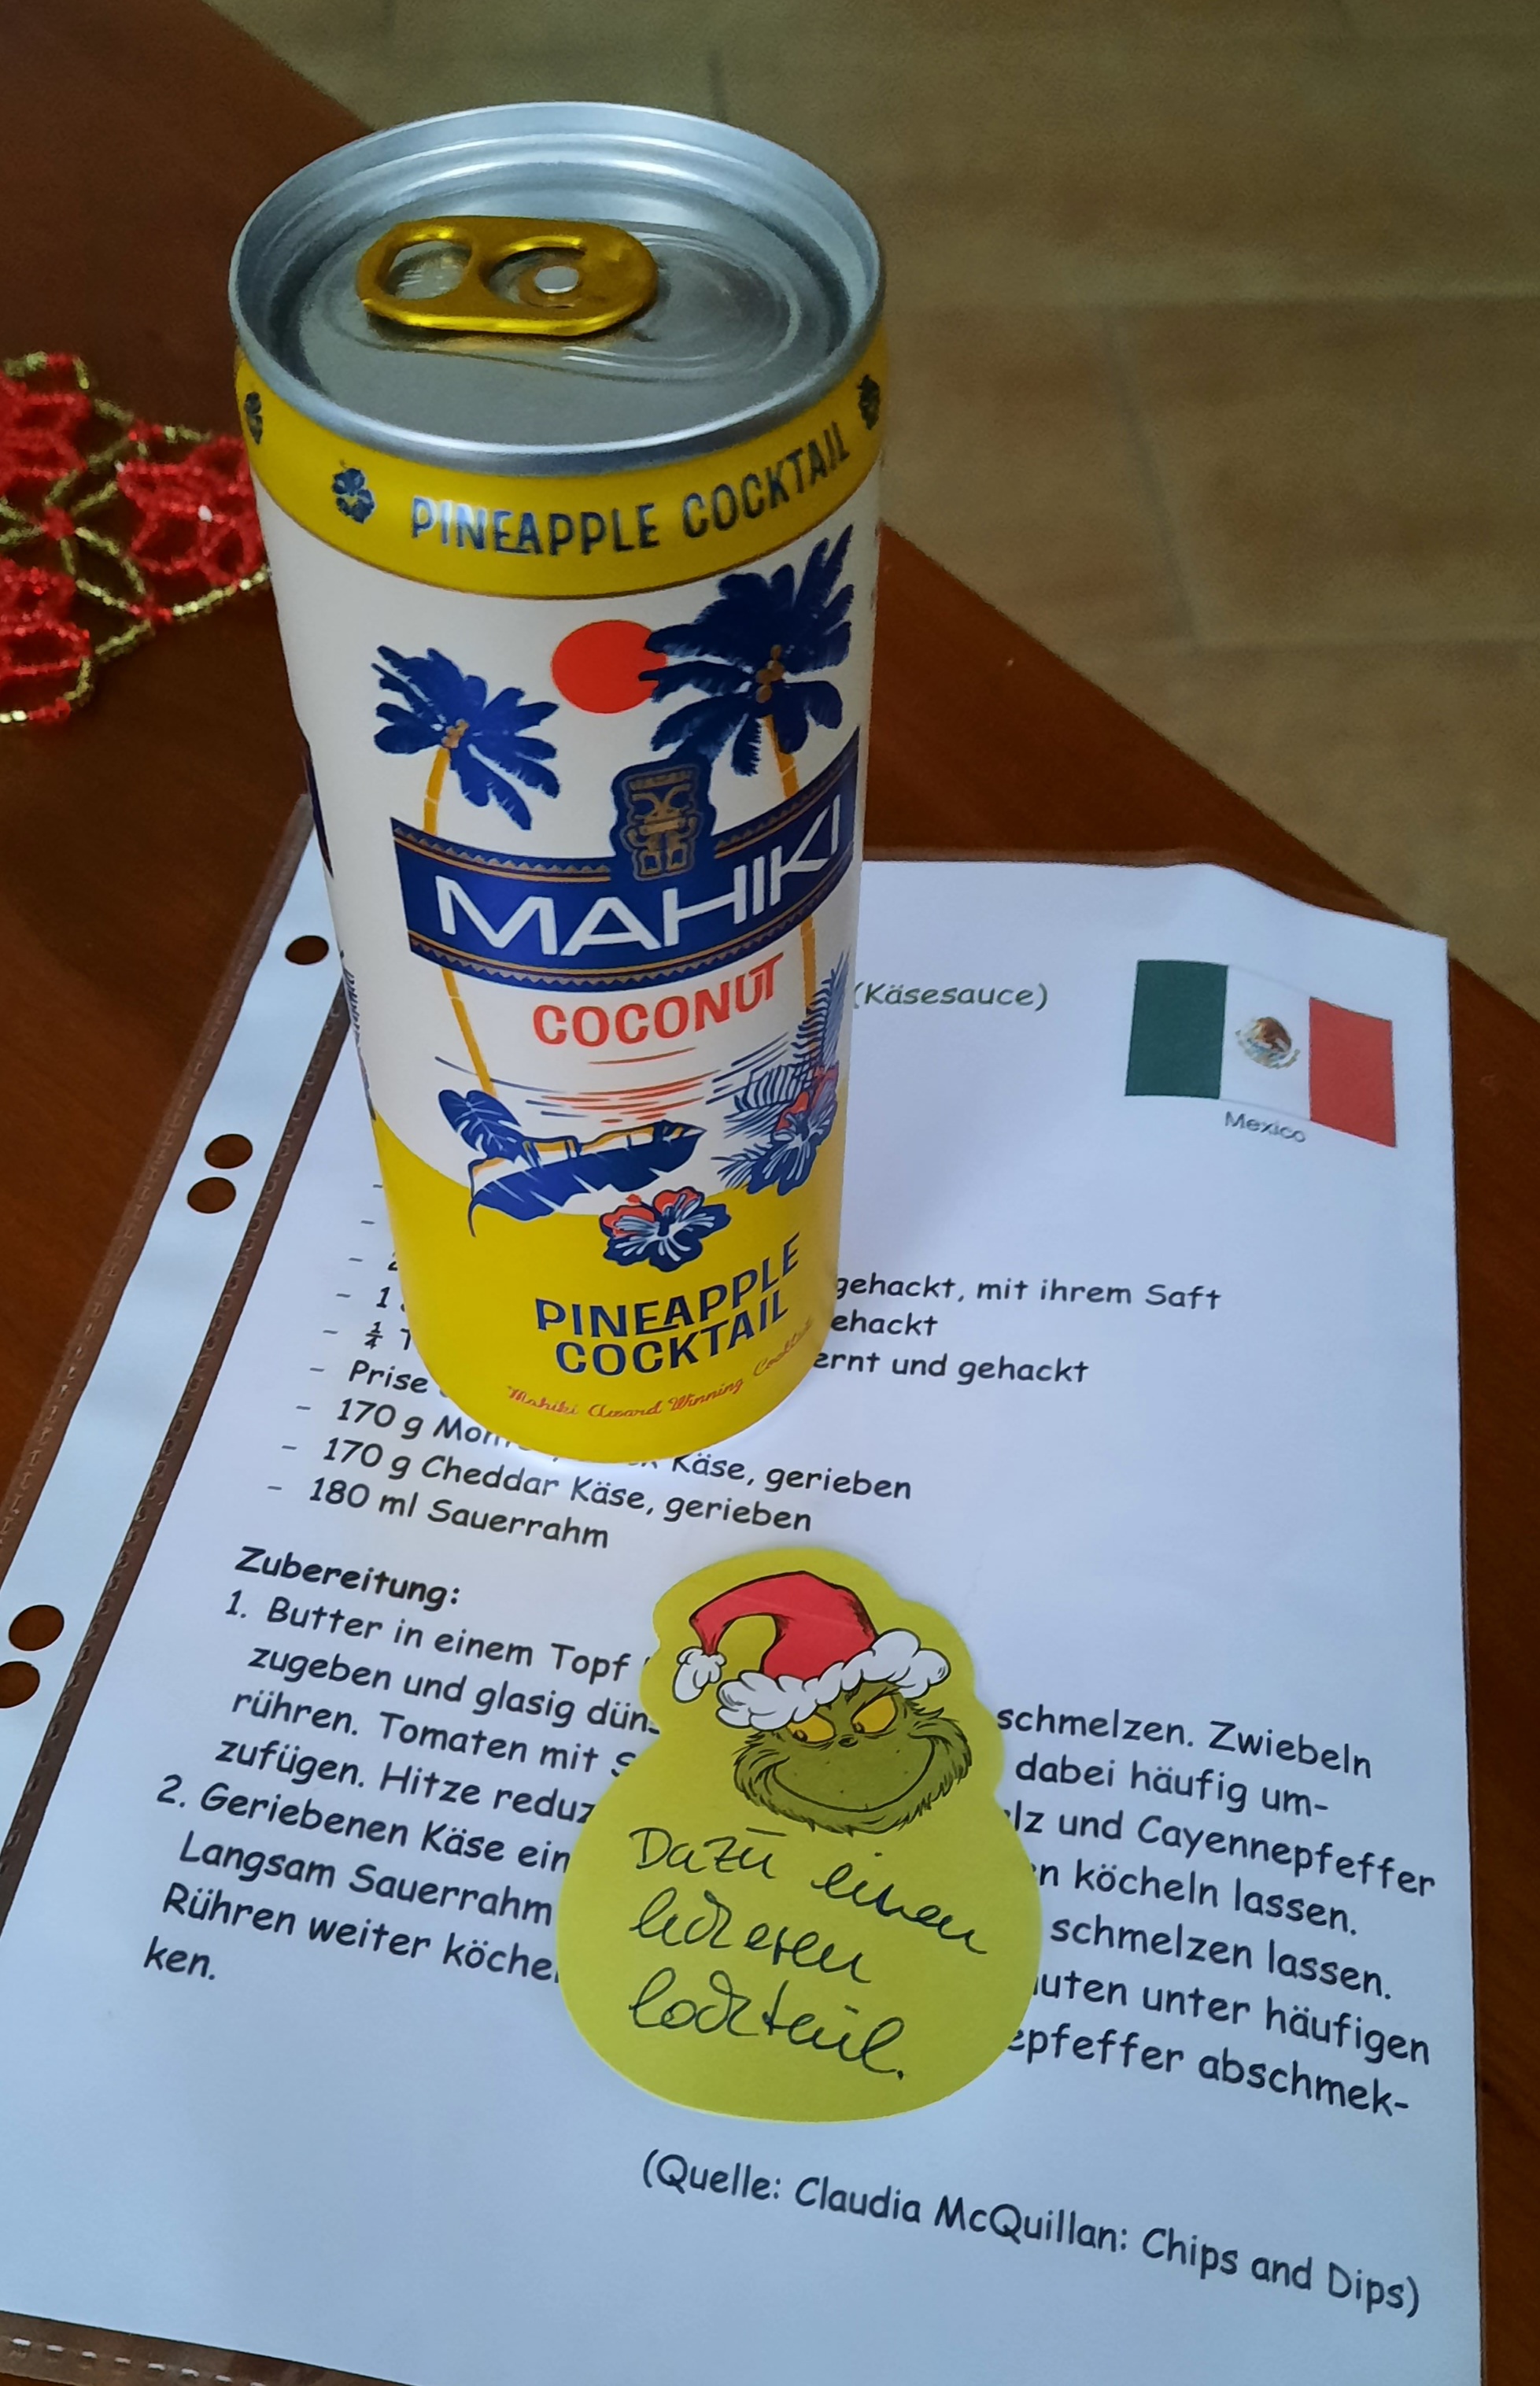 PINEAPPLE COCKTAIL
MAHIKI
COCONUT
PINEAPPLE
COCKTAIL
Mahiki Award Winning
(Käsesauce)
Mexico
gehackt, mit ihrem Saft
- 1 ehackt
- ¼ ernt und gehackt
- Prise
- 170 g Käse, gerieben
- 170 g Cheddar Käse, gerieben
- 180 ml Sauerrahm
Zubereitung:
1. Butter in einem Topf schmelzen. Zwiebeln
zugeben und glasig düns dabei häufig um-
rühren. Tomaten mit S lz und Cayennepfeffer
zufügen. Hitze reduz n köcheln lassen.
2. Geriebenen Käse ein schmelzen lassen.
Langsam Sauerrahm uten unter häufigen
Rühren weiter köche epfeffer abschmek-
ken.
Dazu einen
leckeren
Cocktail.
(Quelle: Claudia McQuillan: Chips and Dips)